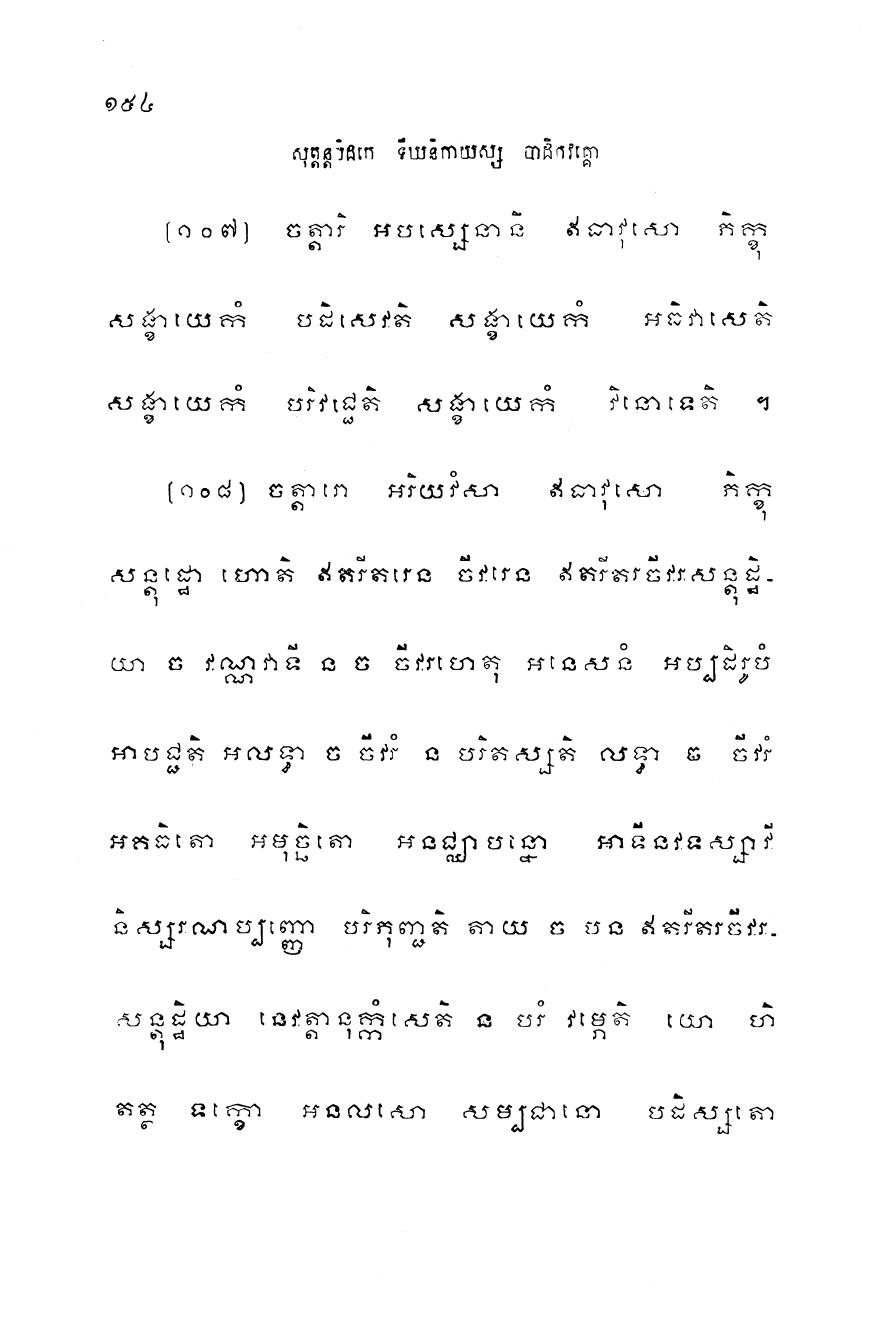 ១៥៤
សុត្តន្តបិដកេ ទីឃនិកាយស្ស បាដិកវគ្គោ
(១០៧) ចត្តារិ អបស្សេនានិ ឥធាវុសោ ភិក្ខុ
សង្ខាយេកំ បដិសេវតិ សង្ខាយេកំ អធិវាសេតិ
សង្ខាយេកំ បរិវជ្ជេតិ សង្ខាយេកំ វិនោទេតិ ។
(១០៨) ចត្តារោ អរិយវំសា ឥធាវុសោ ភិក្ខុ
សន្តុដ្ឋោ ហោតិ ឥតរីតរេន ចីវរេន ឥតរីតរចីវរសន្តុដ្ឋិ-
យា ច វណ្ណវាទី ន ច ចីវរហេតុ អនេសនំ អប្បដិរូបំ
អាបជ្ជតិ អលទ្ធា ច ចីវរំ ន បរិតស្សតិ លទ្ធា ច ចីវរំ
អគធិតោ អមុច្ឆិតោ អនជ្ឈាបន្នោ អាទីនវទស្សាវី
និស្សរណប្បញ្ញោ បរិភុញ្ជតិ តាយ ច បន ឥតរីតរចីវរ-
សន្តុដ្ឋិយា នេវត្តានុក្កំសេតិ ន បរំ វម្ភេតិ យោ ហិ
តត្ថ ទក្ខោ អនលសោ សម្បជានោ បដិស្សតោ